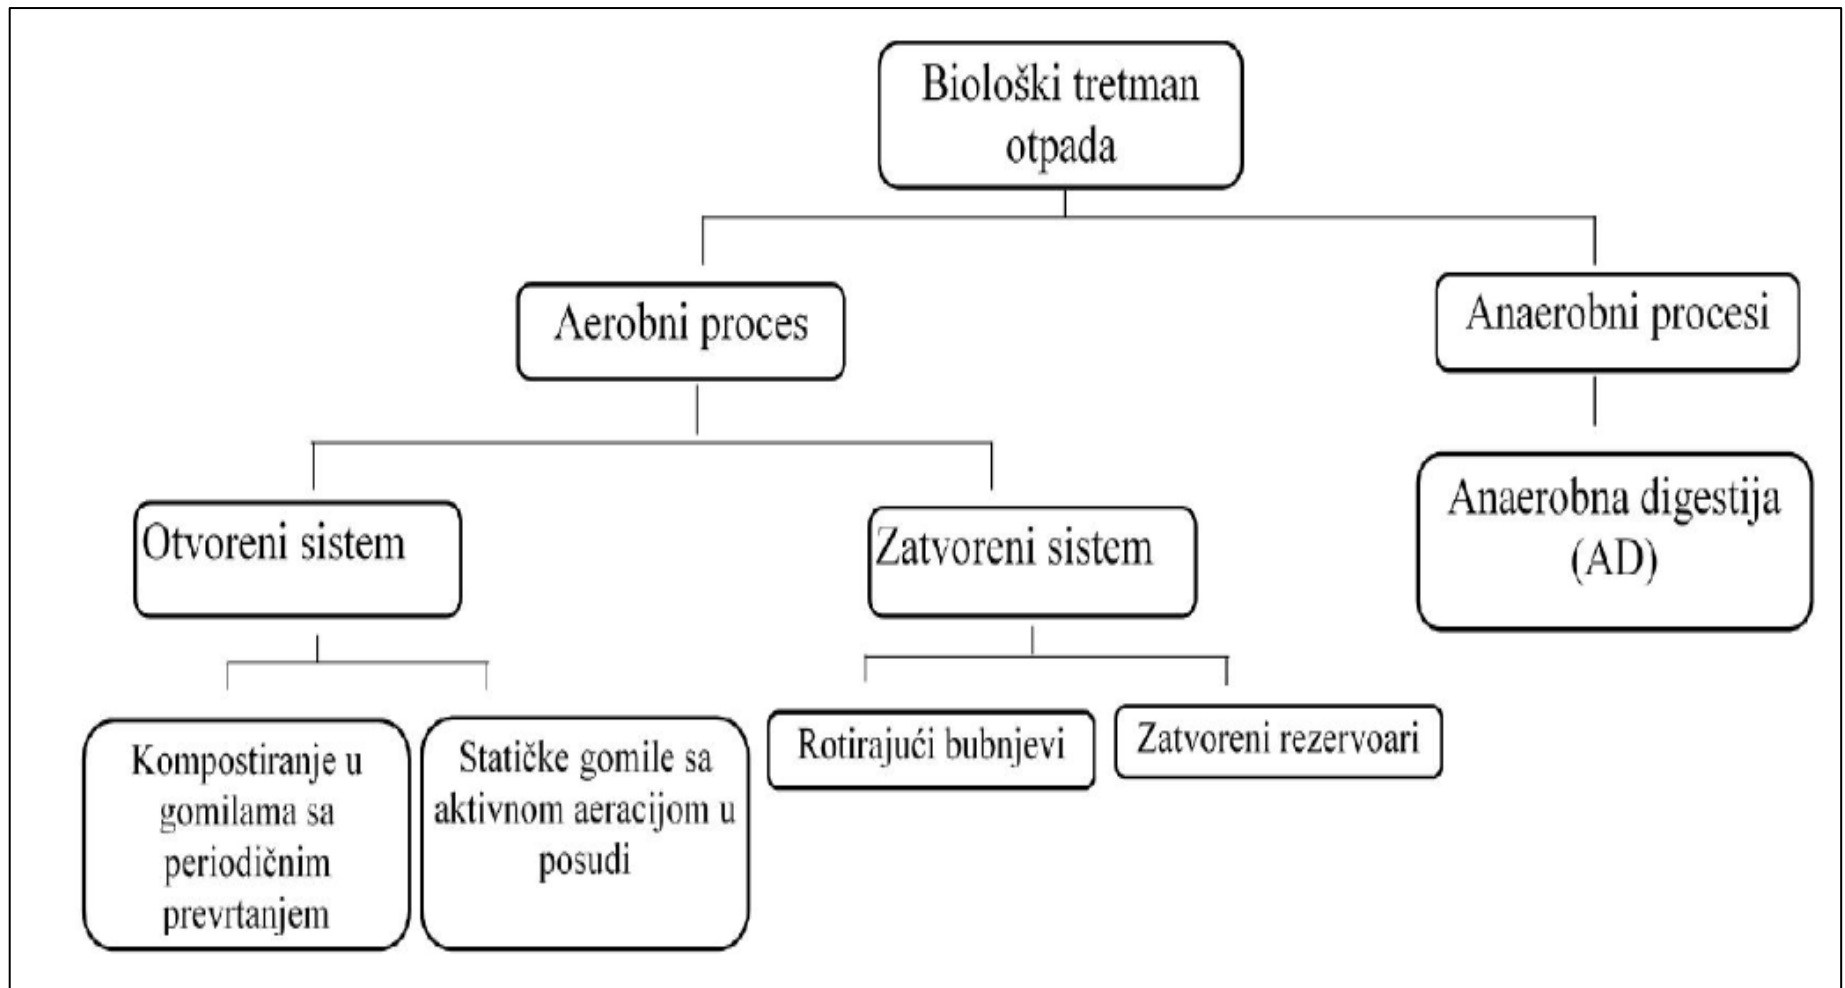 Biološki tretman
otpada
Aerobni proces
Anaerobni procesi
Otvoreni sistem
Zatvoreni sistem
Anaerobna digestija
(AD)
Kompostiranje u
gomilama sa
periodičnim
prevrtanjem
Statičke gomile sa
aktivnom aeracijom u
posudi
Rotirajući bubnjevi
Zatvoreni rezervoari